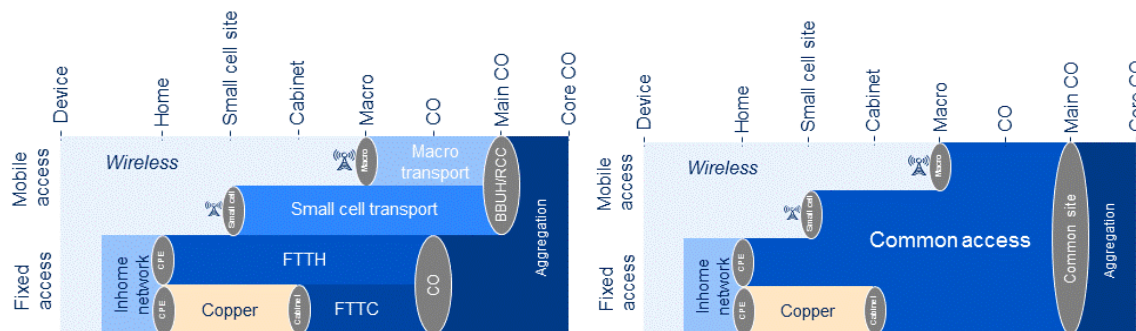 Device
Home
Small cell site
Cabinet
Macro
CO
Main CO
Core CO
Mobile
access
Fixed
access
Wireless
Macro
Macro
transport
BBUH/RCC
Small cell
Small cell transport
Aggregation
Inhome
network
CPE
FTTH
CO
CPE
Copper
Cabinet
FTTC
Device
Home
Small cell site
Cabinet
Macro
CO
Main CO
Core CO
Mobile
access
Fixed
access
Wireless
Macro
Small cell
Common access
Common site
Aggregation
Inhome
network
CPE
CPE
Copper
Cabinet